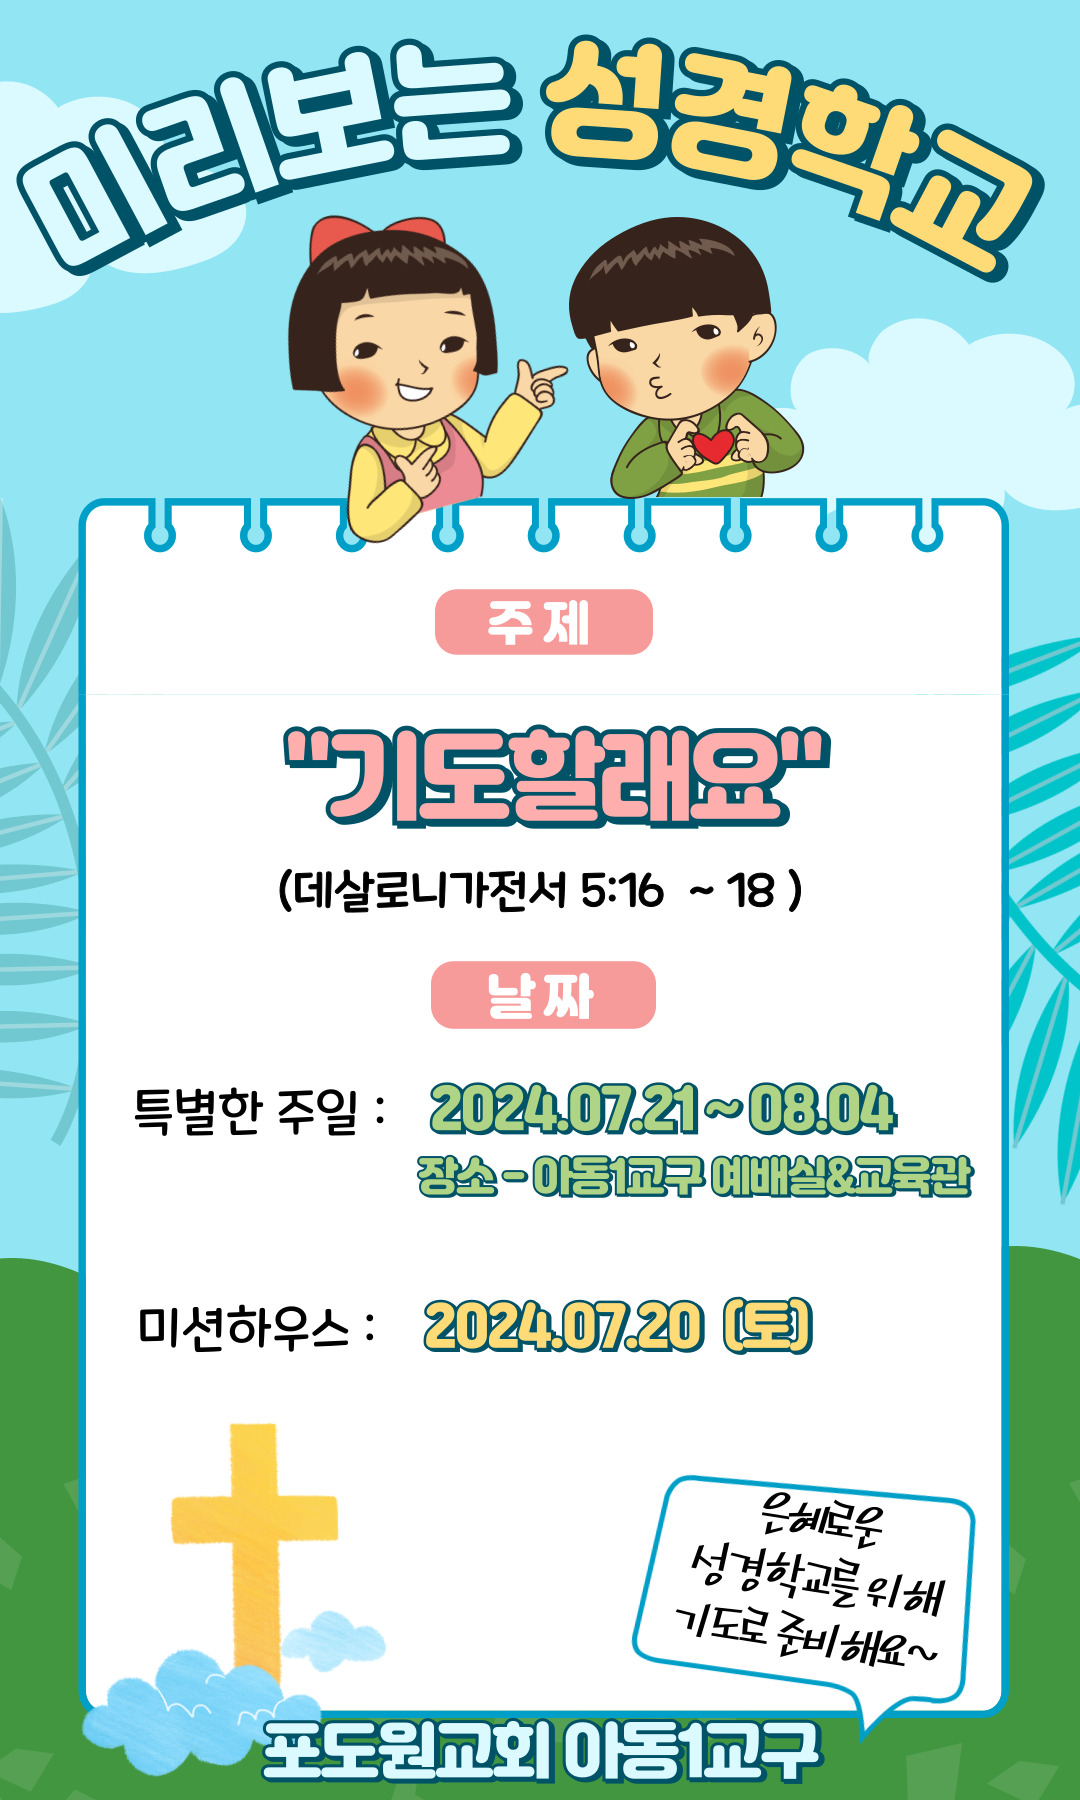 미리보는 성경학교
주제
"기도할래요"
(데살로니가전서 5:16 ~ 18 )
날짜
특별한 주일 : 2024.07.21 ~ 08.04
장소 - 아동1교구 예배실&교육관
미션하우스 : 2024.07.20 (토)
은혜로운
성경학교를 위해
기도로 준비해요~
포도원교회 아동1교구